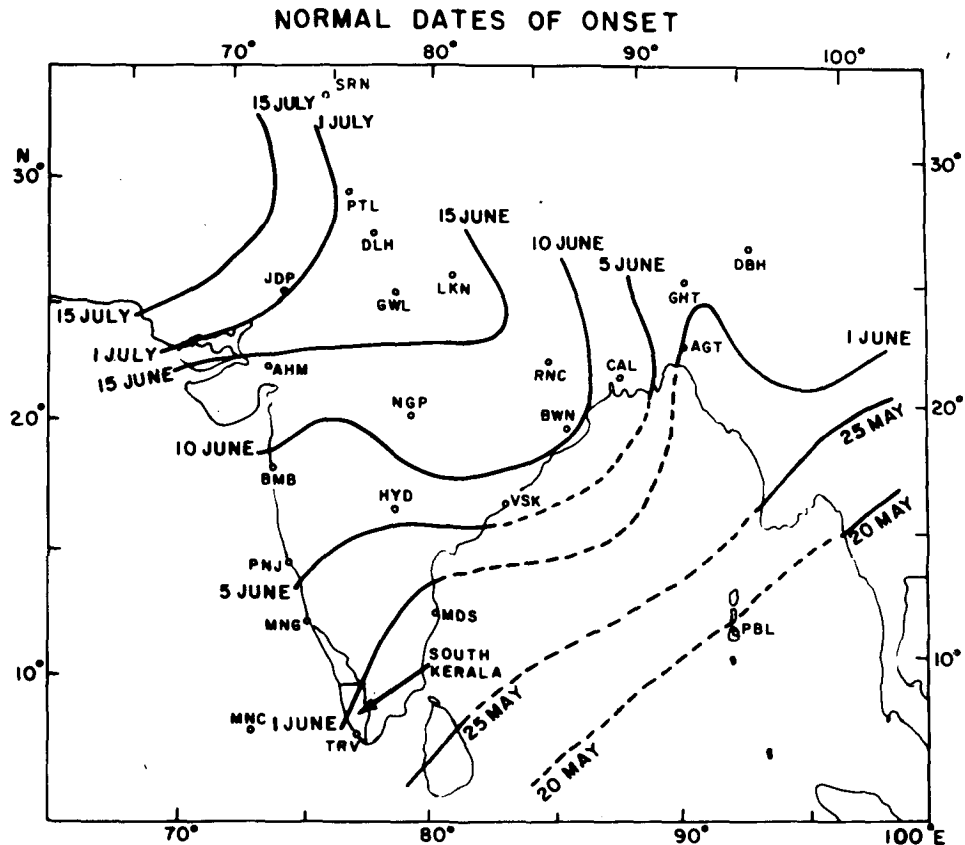 NORMAL DATES OF ONSET
70° 80° 90° 100°
SRN
15 JULY
1 JULY
N
30° 30°
PTL
15 JUNE
DLH
10 JUNE
5 JUNE
DBH
JDP
LKN
GHT
GWL
15 JULY
1 JULY
1 JUNE
AGT
15 JUNE
AHM
RNC
CAL
NGP
20° 20°
BWN
25 MAY
10 JUNE
BMB
HYD
VSK
20 MAY
PNJ
5 JUNE
MNG
MDS
PBL
SOUTH
KERALA
10° 10°
MNC
1 JUNE
TRV
25 MAY
20 MAY
70° 80° 90° 100°E